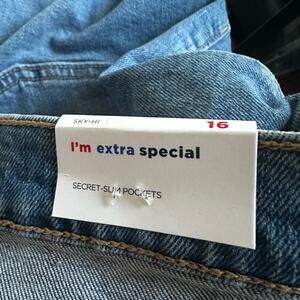 SKY-HI 16
I'm extra special
SECRET-SLIM POCKETS